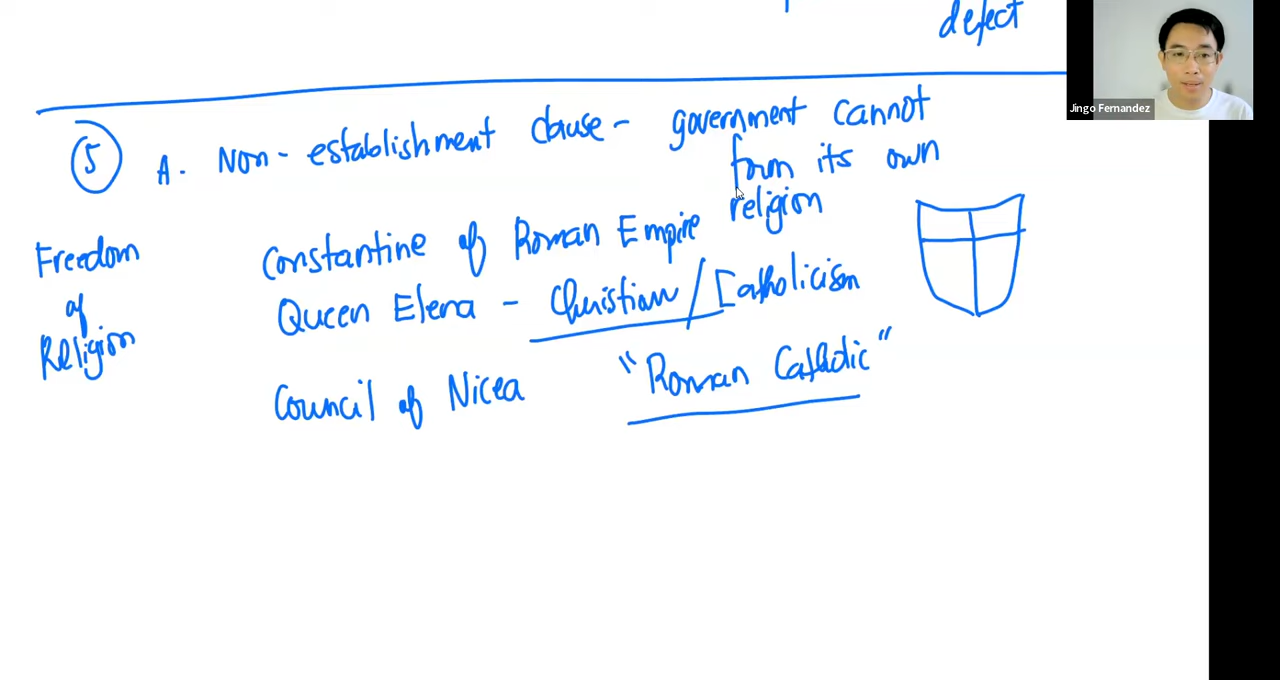 defect
Jingo Fernandez
5 A. Non-establishment clause - government cannot
form its own
religion
Freedom
of
Religion
Constantine of Roman Empire
Queen Elena - Christian / Catholicism
Council of Nicea "Roman Catholic"